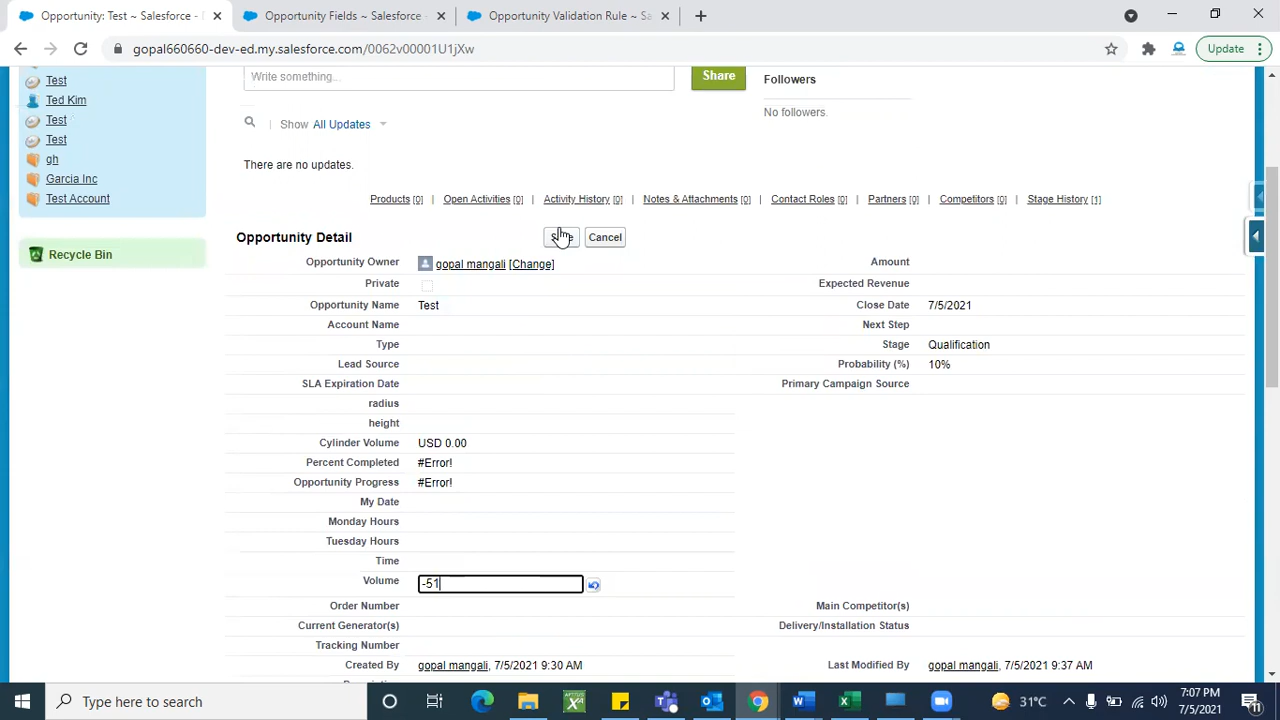 Opportunity: Test ~ Salesforce -
Opportunity Fields ~ Salesforce -
Opportunity Validation Rule ~ Sa
gopal660660-dev-ed.my.salesforce.com/0062v00001U1jXw
Update
Write something...
Share
Followers
No followers.
Test
Ted Kim
Test
Test
gh
Garcia Inc
Test Account
Recycle Bin
Show All Updates
There are no updates.
Products [0] | Open Activities [0] | Activity History [0] | Notes & Attachments [0] | Contact Roles [0] | Partners [0] | Competitors [0] | Stage History [1]
Opportunity Detail
Cancel
Opportunity Owner gopal mangali [Change] Amount
Private Expected Revenue
Opportunity Name Test Close Date 7/5/2021
Account Name Next Step
Type Stage Qualification
Lead Source Probability (%) 10%
SLA Expiration Date Primary Campaign Source
radius
height
Cylinder Volume USD 0.00
Percent Completed #Error!
Opportunity Progress #Error!
My Date
Monday Hours
Tuesday Hours
Time
Volume -51
Order Number Main Competitor(s)
Current Generator(s) Delivery/Installation Status
Tracking Number
Created By gopal mangali, 7/5/2021 9:30 AM Last Modified By gopal mangali, 7/5/2021 9:37 AM
Type here to search
31°C
7:07 PM
7/5/2021
11